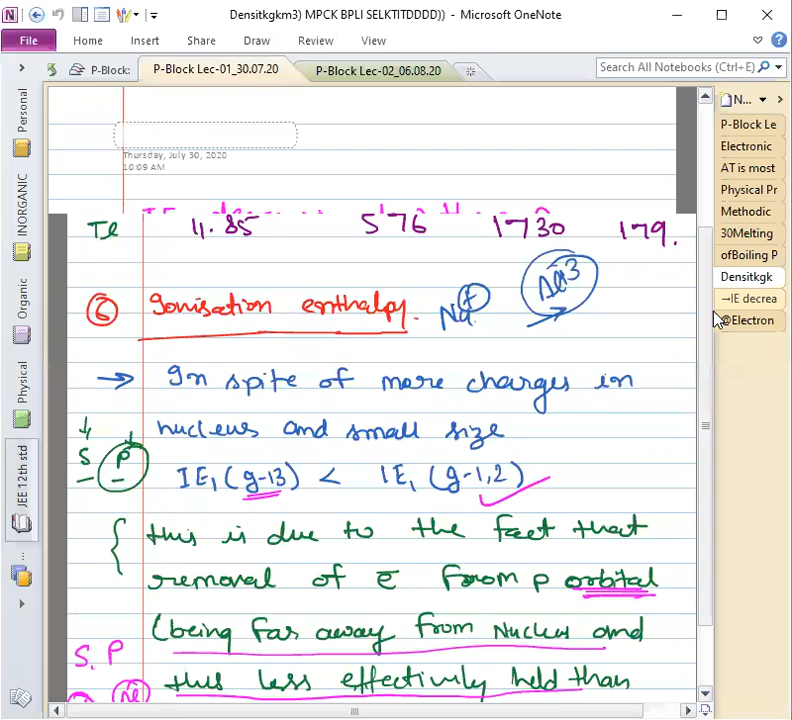 Densitkgkm3) MPCK BPLI SELKTITDDDD)) - Microsoft OneNote
File Home Insert Share Draw Review View
P-Block: P-Block Lec-01_30.07.20 P-Block Lec-02_06.08.20 Search All Notebooks (Ctrl+E)
Personal
INORGANIC
Organic
Physical
JEE 12th std
N...
P-Block Le
Electronic
AT is most
Physical Pr
Methodic
30Melting
ofBoiling P
Densitkgk
→IE decrea
@Electron
Thursday, July 30, 2020
10:09 AM
Tl 11.85 576 1730 179.
⑥ Ionisation enthalpy. Na+ Al+3
→ In spite of more charges in
nucleus and small size
S P
IE1 (g-13) < IE1 (g-1,2)
{ this is due to the fact that
removal of e̅ from p orbital
(being far away from Nucleus and
S. P
thus less effectively held than
ne